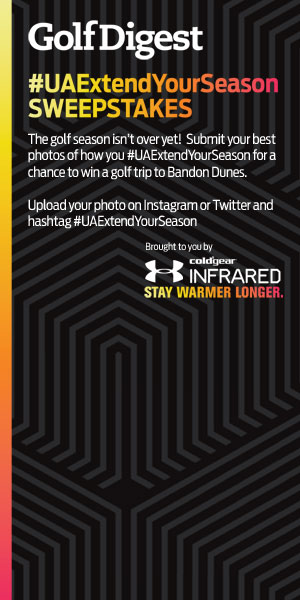 Golf Digest
#UAExtendYourSeason
SWEEPSTAKES
The golf season isn't over yet! Submit your best
photos of how you #UAExtendYourSeason for a
chance to win a golf trip to Bandon Dunes.
Upload your photo on Instagram or Twitter and
hashtag #UAExtendYourSeason
Brought to you by
coldgear
INFRARED
STAY WARMER LONGER.